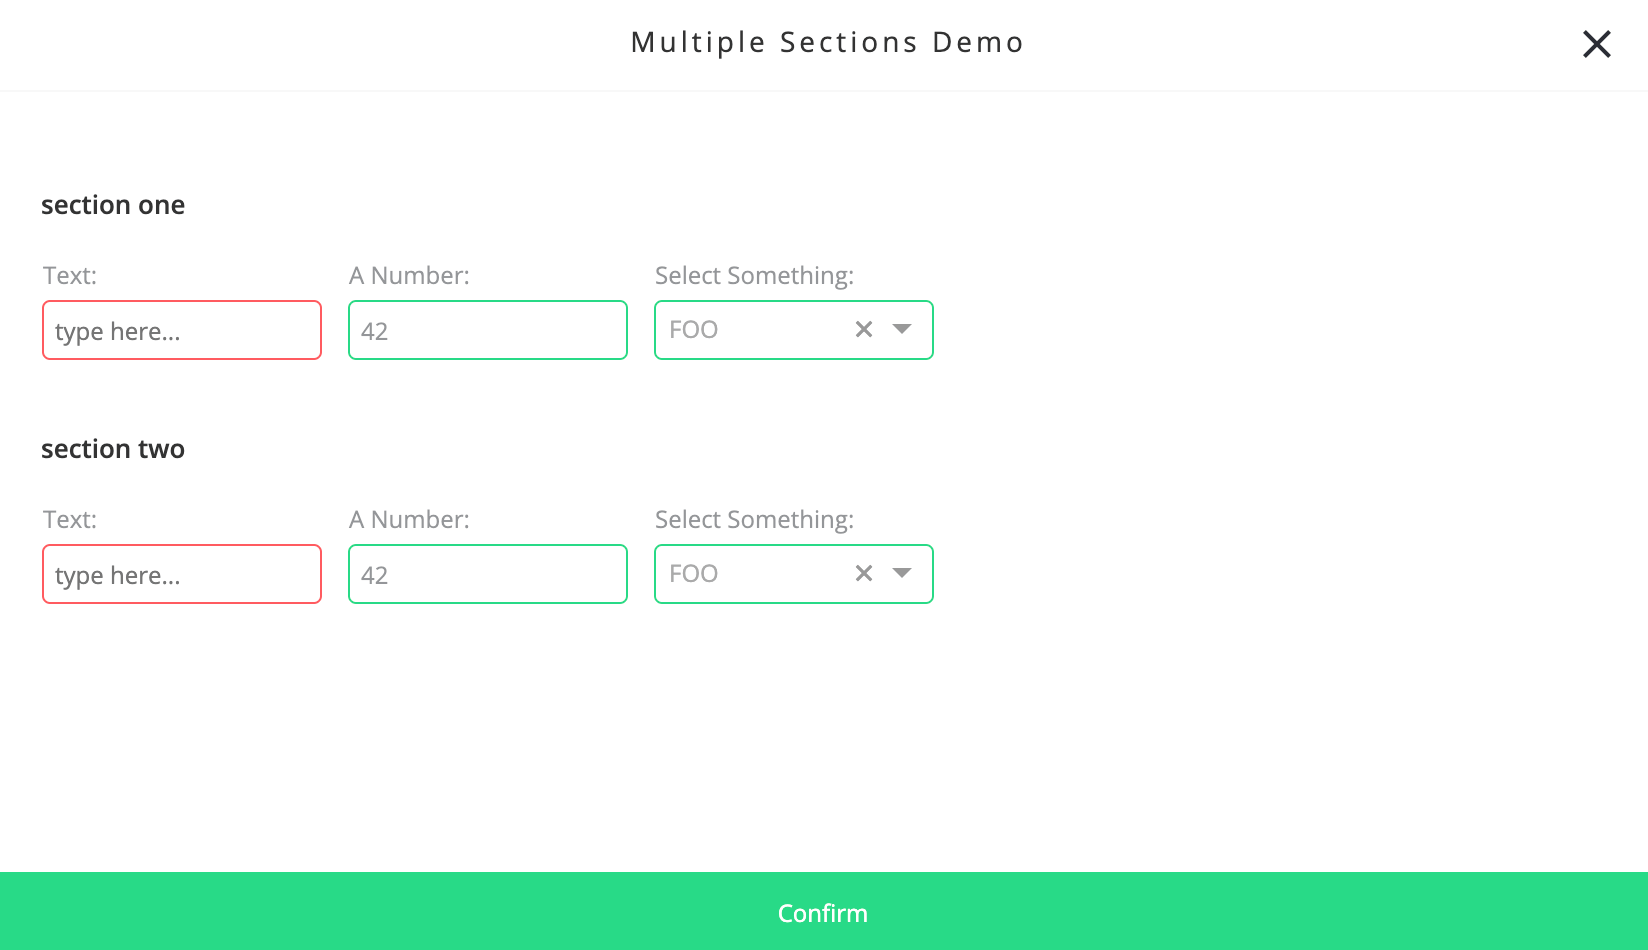 Multiple Sections Demo
section one
Text: A Number: Select Something:
type here... 42 FOO
section two
Text: A Number: Select Something:
type here... 42 FOO
Confirm